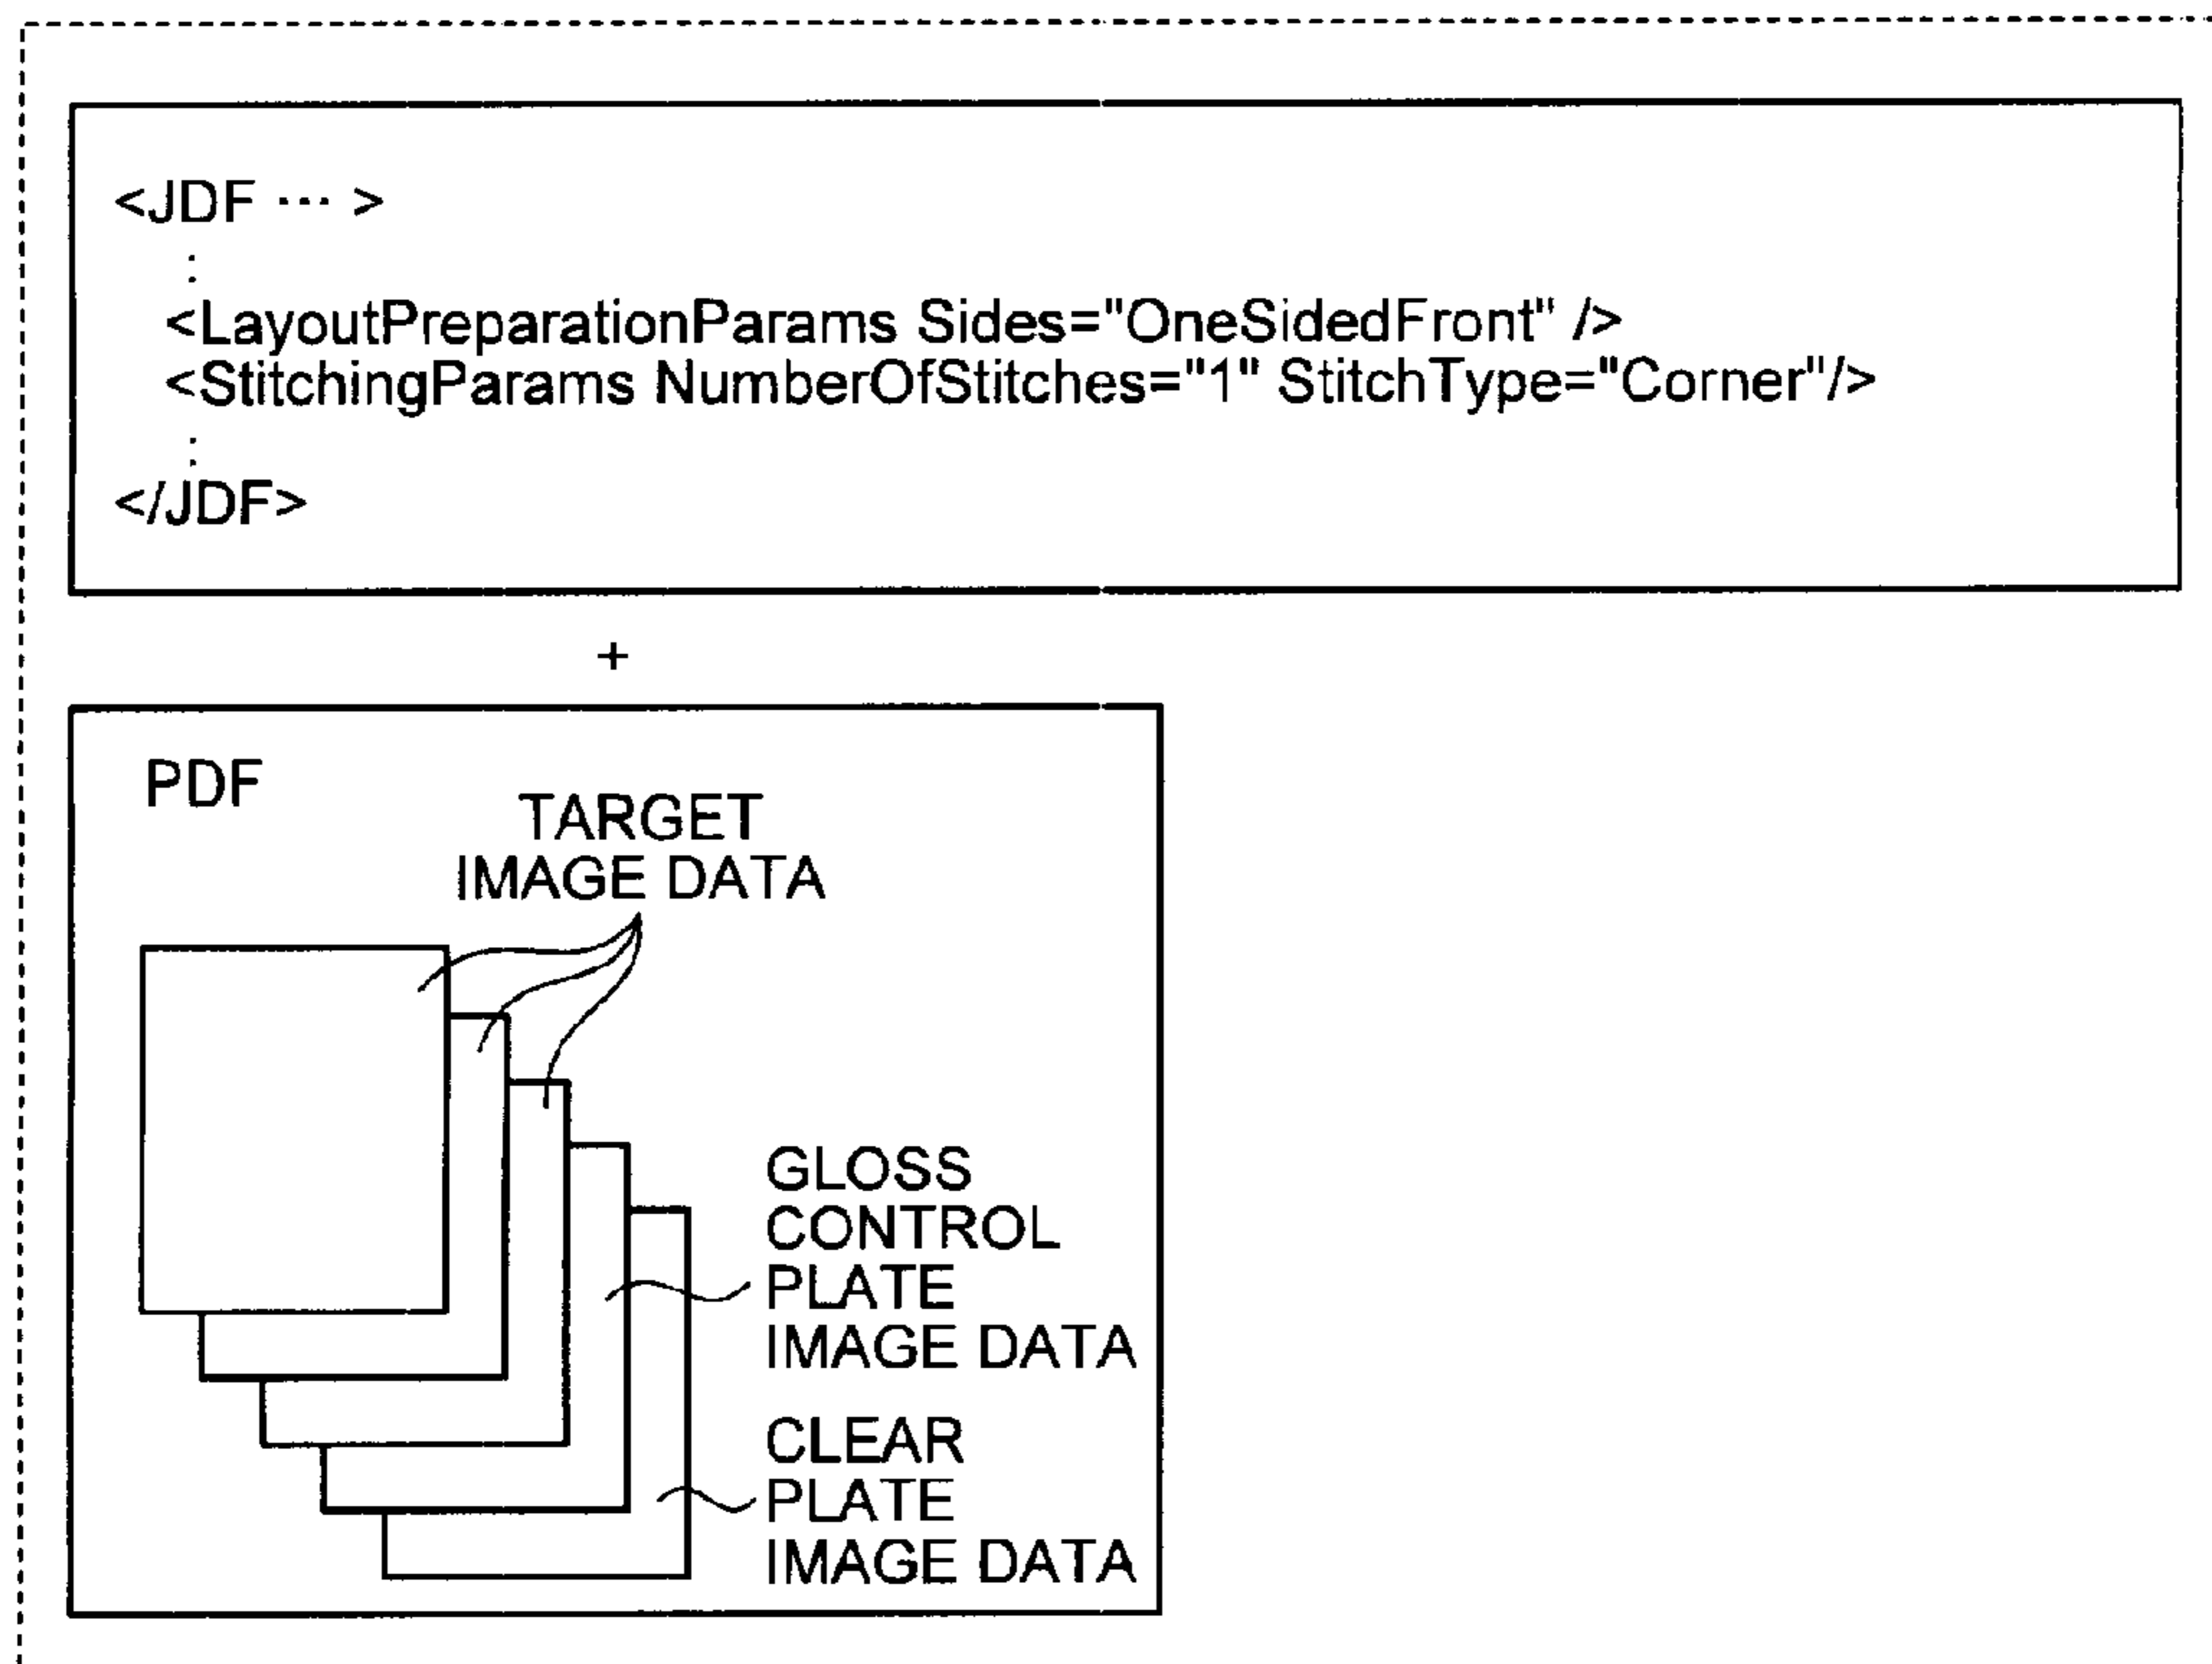 <JDF ··· >
:
<LayoutPreparationParams Sides="OneSidedFront" />
<StitchingParams NumberOfStitches="1" StitchType="Corner"/>
:
</JDF>
+
PDF
TARGET
IMAGE DATA
GLOSS
CONTROL
PLATE
IMAGE DATA
CLEAR
PLATE
IMAGE DATA